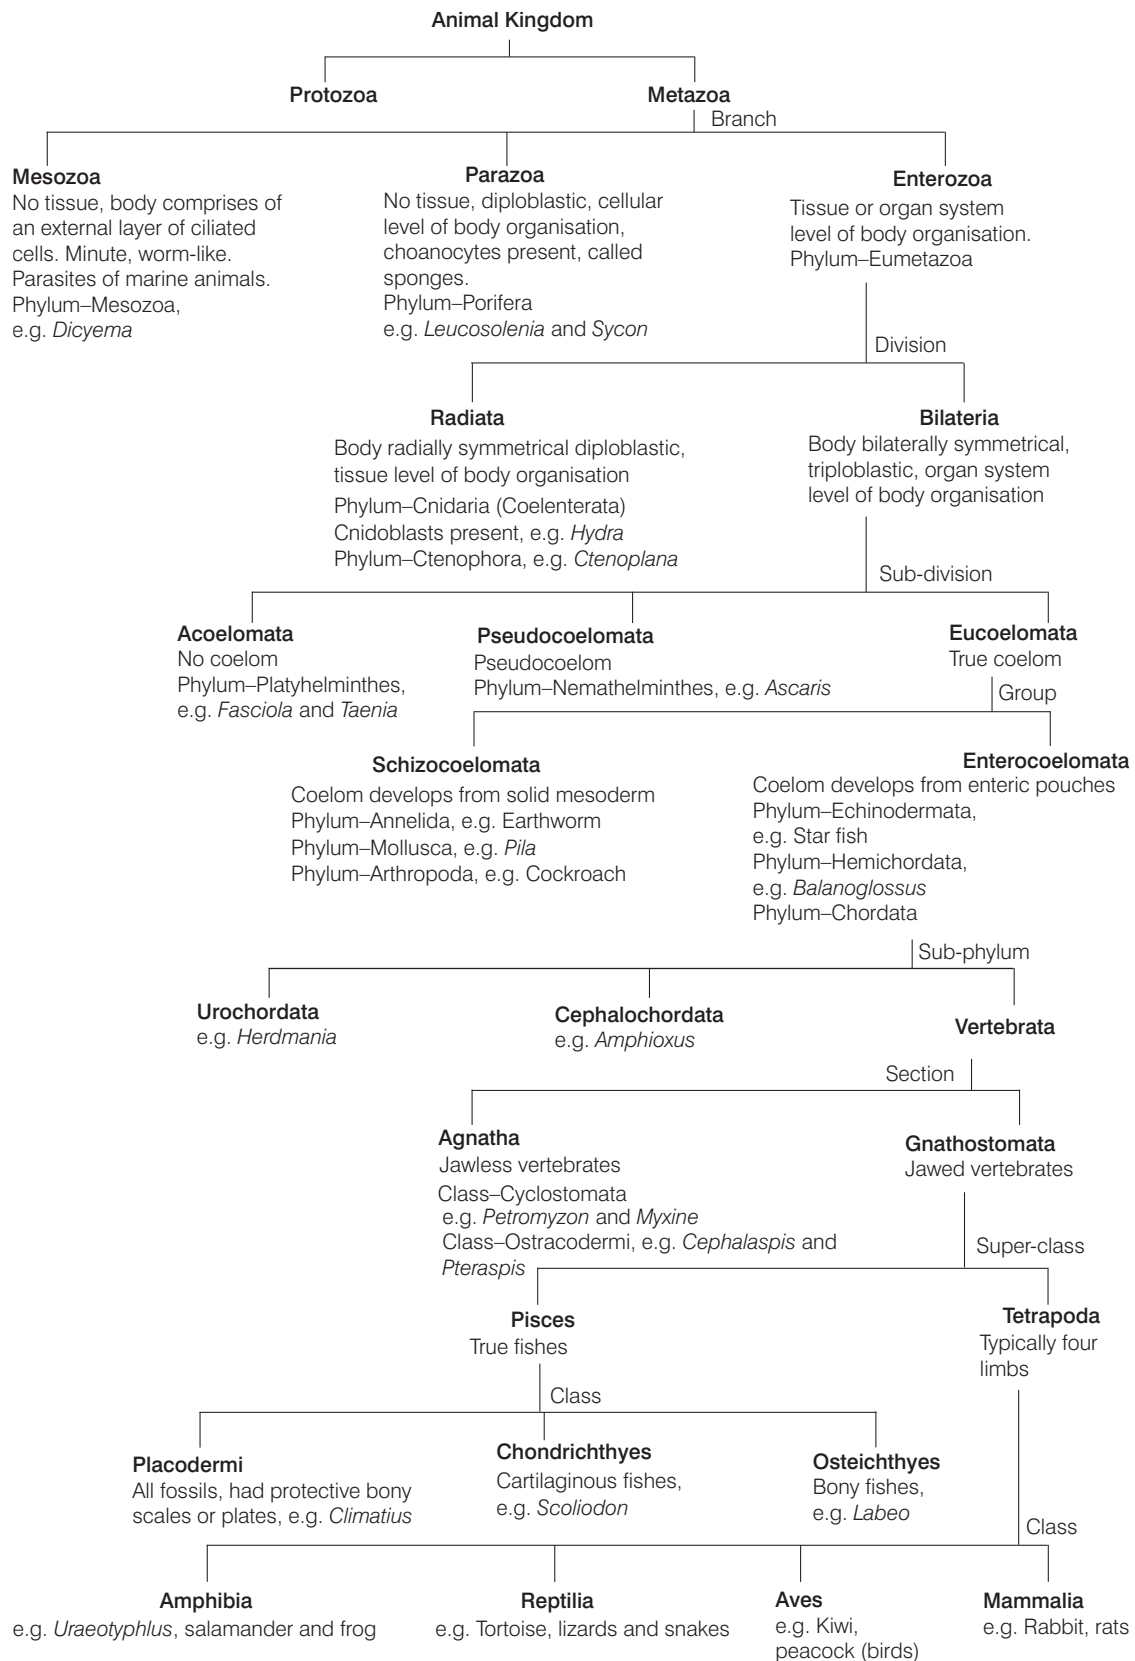 Animal Kingdom
Protozoa
Metazoa
Branch
Mesozoa
No tissue, body comprises of
an external layer of ciliated
cells. Minute, worm-like.
Parasites of marine animals.
Phylum–Mesozoa,
e.g. Dicyema
Parazoa
No tissue, diploblastic, cellular
level of body organisation,
choanocytes present, called
sponges.
Phylum–Porifera
e.g. Leucosolenia and Sycon
Enterozoa
Tissue or organ system
level of body organisation.
Phylum–Eumetazoa
Division
Radiata
Body radially symmetrical diploblastic,
tissue level of body organisation
Phylum–Cnidaria (Coelenterata)
Cnidoblasts present, e.g. Hydra
Phylum–Ctenophora, e.g. Ctenoplana
Bilateria
Body bilaterally symmetrical,
triploblastic, organ system
level of body organisation
Sub-division
Acoelomata
No coelom
Phylum–Platyhelminthes,
e.g. Fasciola and Taenia
Pseudocoelomata
Pseudocoelom
Phylum–Nemathelminthes, e.g. Ascaris
Eucoelomata
True coelom
Group
Schizocoelomata
Coelom develops from solid mesoderm
Phylum–Annelida, e.g. Earthworm
Phylum–Mollusca, e.g. Pila
Phylum–Arthropoda, e.g. Cockroach
Enterocoelomata
Coelom develops from enteric pouches
Phylum–Echinodermata,
e.g. Star fish
Phylum–Hemichordata,
e.g. Balanoglossus
Phylum–Chordata
Sub-phylum
Urochordata
e.g. Herdmania
Cephalochordata
e.g. Amphioxus
Vertebrata
Section
Agnatha
Jawless vertebrates
Class–Cyclostomata
e.g. Petromyzon and Myxine
Class–Ostracodermi, e.g. Cephalaspis and
Pteraspis
Gnathostomata
Jawed vertebrates
Super-class
Pisces
True fishes
Tetrapoda
Typically four
limbs
Class
Placodermi
All fossils, had protective bony
scales or plates, e.g. Climatius
Chondrichthyes
Cartilaginous fishes,
e.g. Scoliodon
Osteichthyes
Bony fishes,
e.g. Labeo
Class
Amphibia
e.g. Uraeotyphlus, salamander and frog
Reptilia
e.g. Tortoise, lizards and snakes
Aves
e.g. Kiwi,
peacock (birds)
Mammalia
e.g. Rabbit, rats